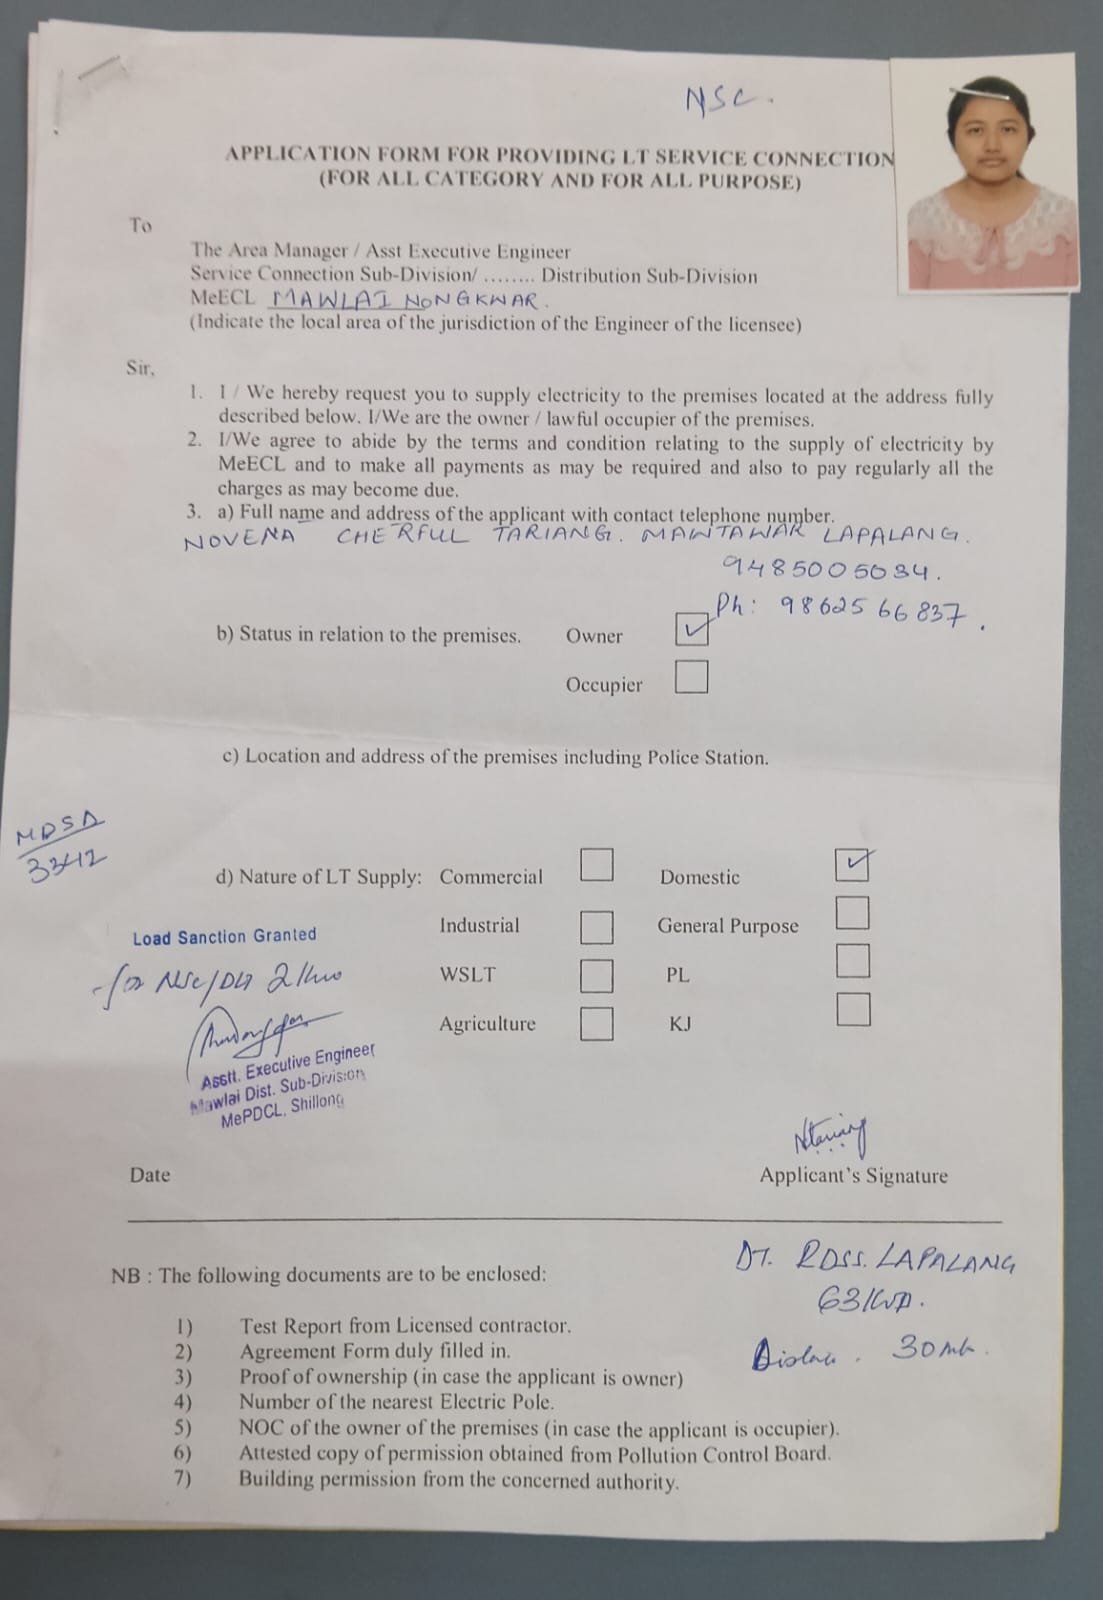 NSC.
APPLICATION FORM FOR PROVIDING LT SERVICE CONNECTION
(FOR ALL CATEGORY AND FOR ALL PURPOSE)
To
The Area Manager / Asst Executive Engineer
Service Connection Sub-Division/ ........ Distribution Sub-Division
MeECL MAWLAI NONGKWAR.
(Indicate the local area of the jurisdiction of the Engineer of the licensee)
Sir,
1. I / We hereby request you to supply electricity to the premises located at the address fully
described below. I/We are the owner / lawful occupier of the premises.
2. I/We agree to abide by the terms and condition relating to the supply of electricity by
MeECL and to make all payments as may be required and also to pay regularly all the
charges as may become due.
3. a) Full name and address of the applicant with contact telephone number.
NOVENA CHERFUL TARIANG. MAWTAWAR LAPALANG.
9485005034.
Ph: 9862566837.
b) Status in relation to the premises. Owner
Occupier
c) Location and address of the premises including Police Station.
MDSD
3342
d) Nature of LT Supply: Commercial Domestic
Industrial General Purpose
WSLT PL
Agriculture KJ
Load Sanction Granted
for NSC/DLT 2 kw
Asstt. Executive Engineer
Mawlai Dist. Sub-Division
MePDCL, Shillong
Ntariang
Date Applicant's Signature
DT. ROSS. LAPALANG
63KVA.
Distance. 30 mt.
NB : The following documents are to be enclosed:
1) Test Report from Licensed contractor.
2) Agreement Form duly filled in.
3) Proof of ownership (in case the applicant is owner)
4) Number of the nearest Electric Pole.
5) NOC of the owner of the premises (in case the applicant is occupier).
6) Attested copy of permission obtained from Pollution Control Board.
7) Building permission from the concerned authority.